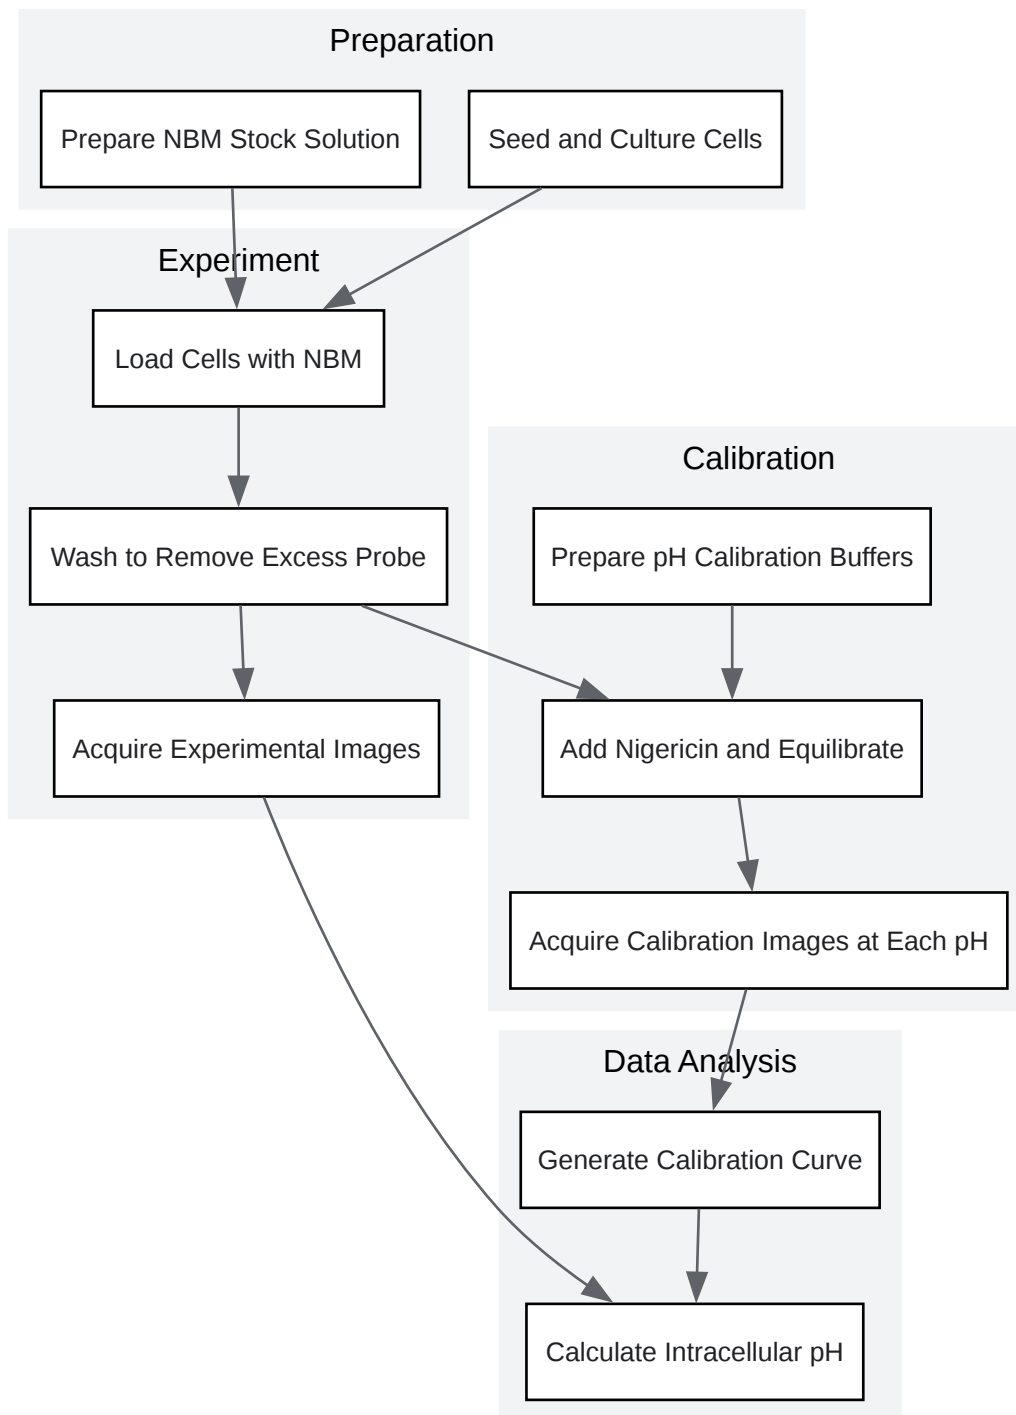 Preparation
Prepare NBM Stock Solution
Seed and Culture Cells
Experiment
Load Cells with NBM
Wash to Remove Excess Probe
Acquire Experimental Images
Calibration
Prepare pH Calibration Buffers
Add Nigericin and Equilibrate
Acquire Calibration Images at Each pH
Data Analysis
Generate Calibration Curve
Calculate Intracellular pH